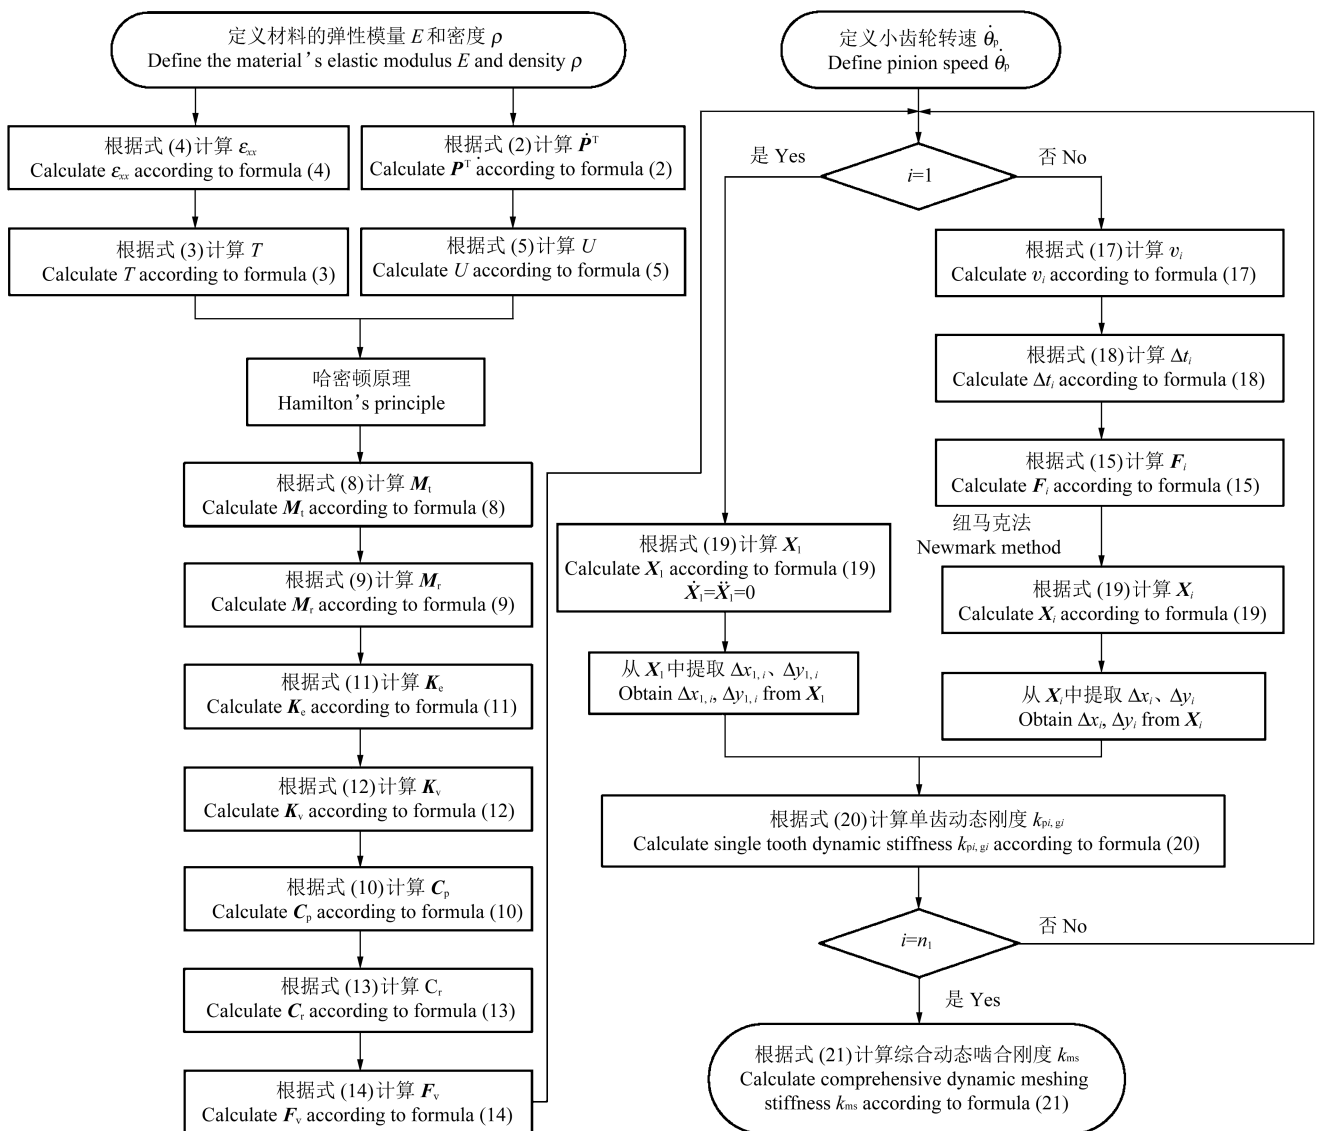 定义材料的弹性模量 E 和密度 ρ
Define the material's elastic modulus E and density ρ
根据式 (4)计算 εxx
Calculate εxx according to formula (4)
根据式 (2)计算 Ṗᵀ
Calculate Ṗᵀ according to formula (2)
根据式 (3)计算 T
Calculate T according to formula (3)
根据式 (5)计算 U
Calculate U according to formula (5)
哈密顿原理
Hamilton's principle
根据式 (8)计算 Mt
Calculate Mt according to formula (8)
根据式 (9)计算 Mr
Calculate Mr according to formula (9)
根据式 (11)计算 Ke
Calculate Ke according to formula (11)
根据式 (12)计算 Kv
Calculate Kv according to formula (12)
根据式 (10)计算 Cp
Calculate Cp according to formula (10)
根据式 (13)计算 Cr
Calculate Cr according to formula (13)
根据式 (14)计算 Fv
Calculate Fv according to formula (14)
定义小齿轮转速 θ̇p
Define pinion speed θ̇p
i=1
是 Yes
否 No
根据式 (17)计算 vi
Calculate vi according to formula (17)
根据式 (18)计算 Δti
Calculate Δti according to formula (18)
根据式 (15)计算 Fi
Calculate Fi according to formula (15)
纽马克法
Newmark method
根据式 (19)计算 Xi
Calculate Xi according to formula (19)
从 Xi中提取 Δxi、Δyi
Obtain Δxi, Δyi from Xi
根据式 (19)计算 X1
Calculate X1 according to formula (19)
Ẋ1=Ẍ1=0
从 X1中提取 Δx1, i、Δy1, i
Obtain Δx1, i, Δy1, i from X1
根据式 (20)计算单齿动态刚度 kpi, gi
Calculate single tooth dynamic stiffness kpi, gi according to formula (20)
i=n1
否 No
是 Yes
根据式 (21)计算综合动态啮合刚度 kms
Calculate comprehensive dynamic meshing
stiffness kms according to formula (21)